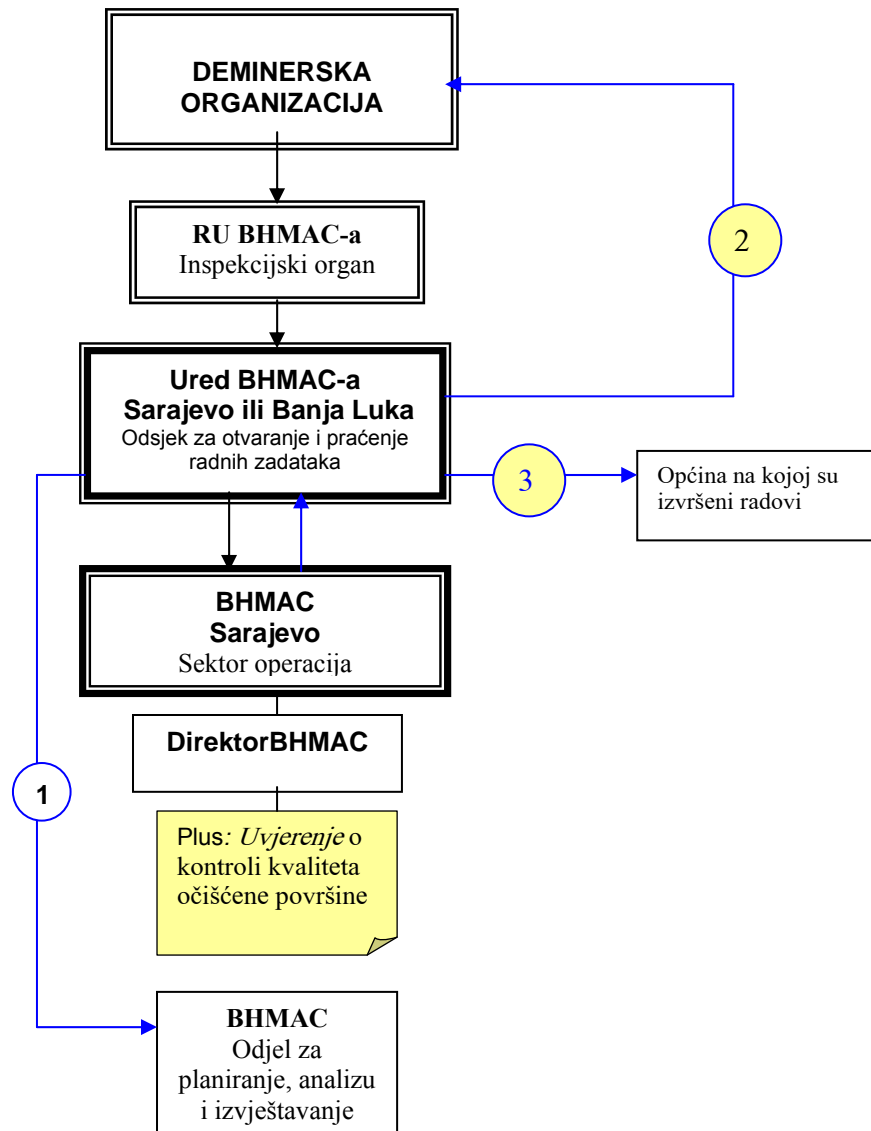 DEMINERSKA
ORGANIZACIJA
RU BHMAC-a
Inspekcijski organ
2
Ured BHMAC-a
Sarajevo ili Banja Luka
Odsjek za otvaranje i praćenje
radnih zadataka
3
Općina na kojoj su
izvršeni radovi
BHMAC
Sarajevo
Sektor operacija
DirektorBHMAC
1
Plus: Uvjerenje o
kontroli kvaliteta
očišćene površine
BHMAC
Odjel za
planiranje, analizu
i izvještavanje